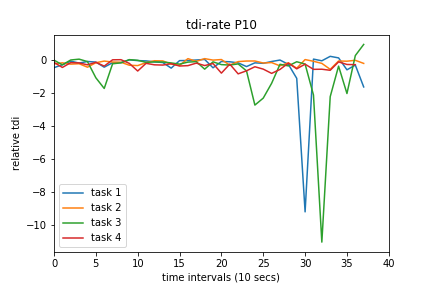 tdi-rate P10
relative tdi
0
−2
−4
−6
−8
−10
task 1
task 2
task 3
task 4
0 5 10 15 20 25 30 35 40
time intervals (10 secs)